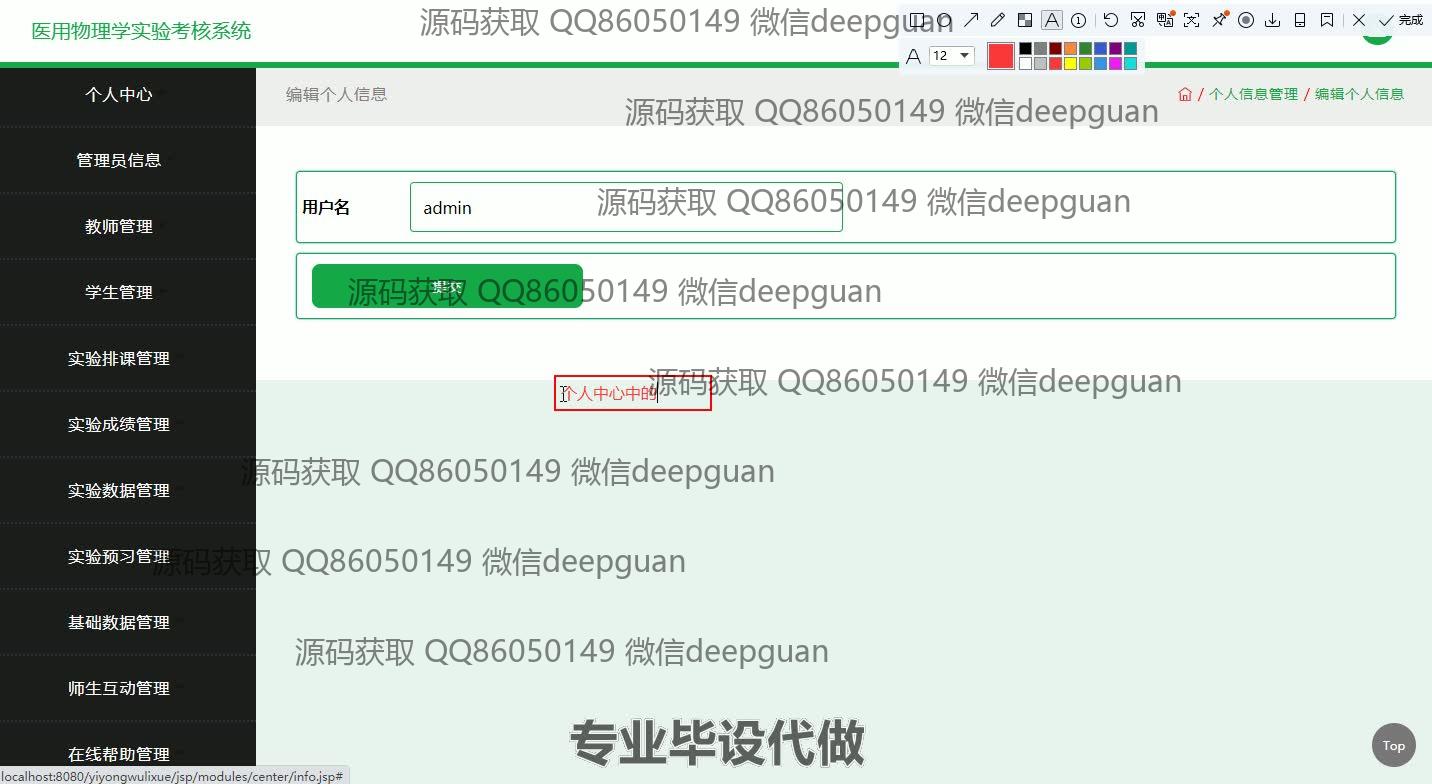 医用物理学实验考核系统
源码获取 QQ86050149 微信deepguan
完成
A 12
个人中心
编辑个人信息
/ 个人信息管理 / 编辑个人信息
源码获取 QQ86050149 微信deepguan
管理员信息
用户名
admin
源码获取 QQ86050149 微信deepguan
教师管理
学生管理
提交
源码获取 QQ86050149 微信deepguan
实验排课管理
个人中心中的
源码获取 QQ86050149 微信deepguan
实验成绩管理
源码获取 QQ86050149 微信deepguan
实验数据管理
实验预习管理
源码获取 QQ86050149 微信deepguan
基础数据管理
源码获取 QQ86050149 微信deepguan
师生互动管理
在线帮助管理
专业毕设代做
Top
localhost:8080/yiyongwulixue/jsp/modules/center/info.jsp#